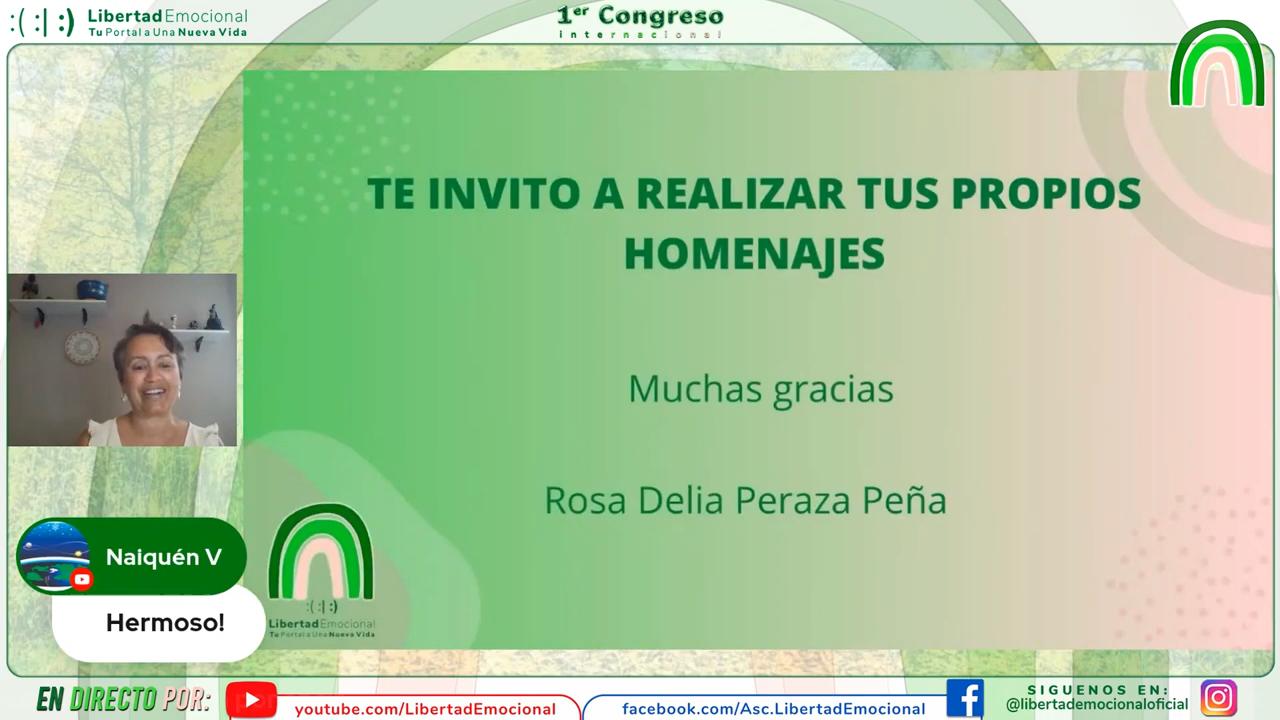 :( :| :) LibertadEmocional
Tu Portal a Una Nueva Vida
1er Congreso
internacional
TE INVITO A REALIZAR TUS PROPIOS
HOMENAJES
Muchas gracias
Rosa Delia Peraza Peña
Naiquén V
Hermoso!
:( :| :)
LibertadEmocional
Tu Portal a Una Nueva Vida
EN DIRECTO POR:
youtube.com/LibertadEmocional
facebook.com/Asc.LibertadEmocional
SIGUENOS EN:
@libertademocionaloficial